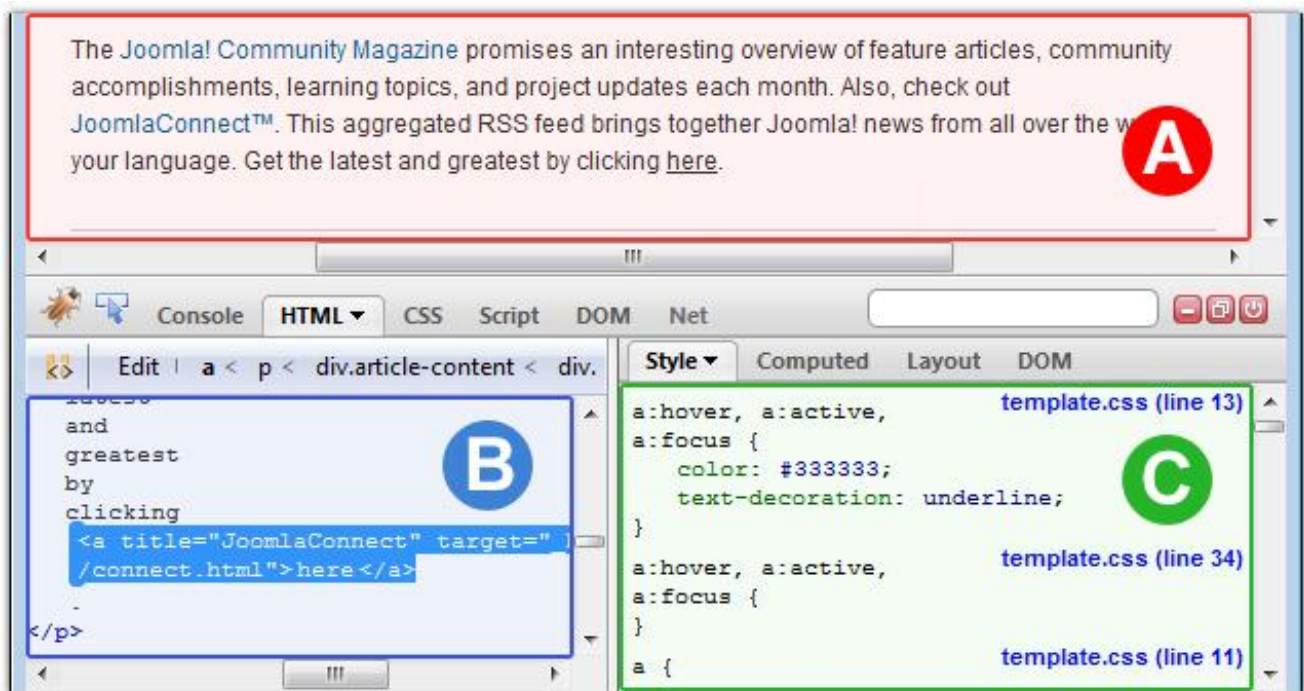 The Joomla! Community Magazine promises an interesting overview of feature articles, community
accomplishments, learning topics, and project updates each month. Also, check out
JoomlaConnect™. This aggregated RSS feed brings together Joomla! news from all over the
your language. Get the latest and greatest by clicking here.
A
Console HTML CSS Script DOM Net
Edit a < p < div.article-content < div.
Style Computed Layout DOM
and
greatest
by
clicking
<a title="JoomlaConnect" target="
/connect.html">here</a>
.
</p>
B
a:hover, a:active, template.css (line 13)
a:focus {
color: #333333;
text-decoration: underline;
}
a:hover, a:active, template.css (line 34)
a:focus {
}
a { template.css (line 11)
C